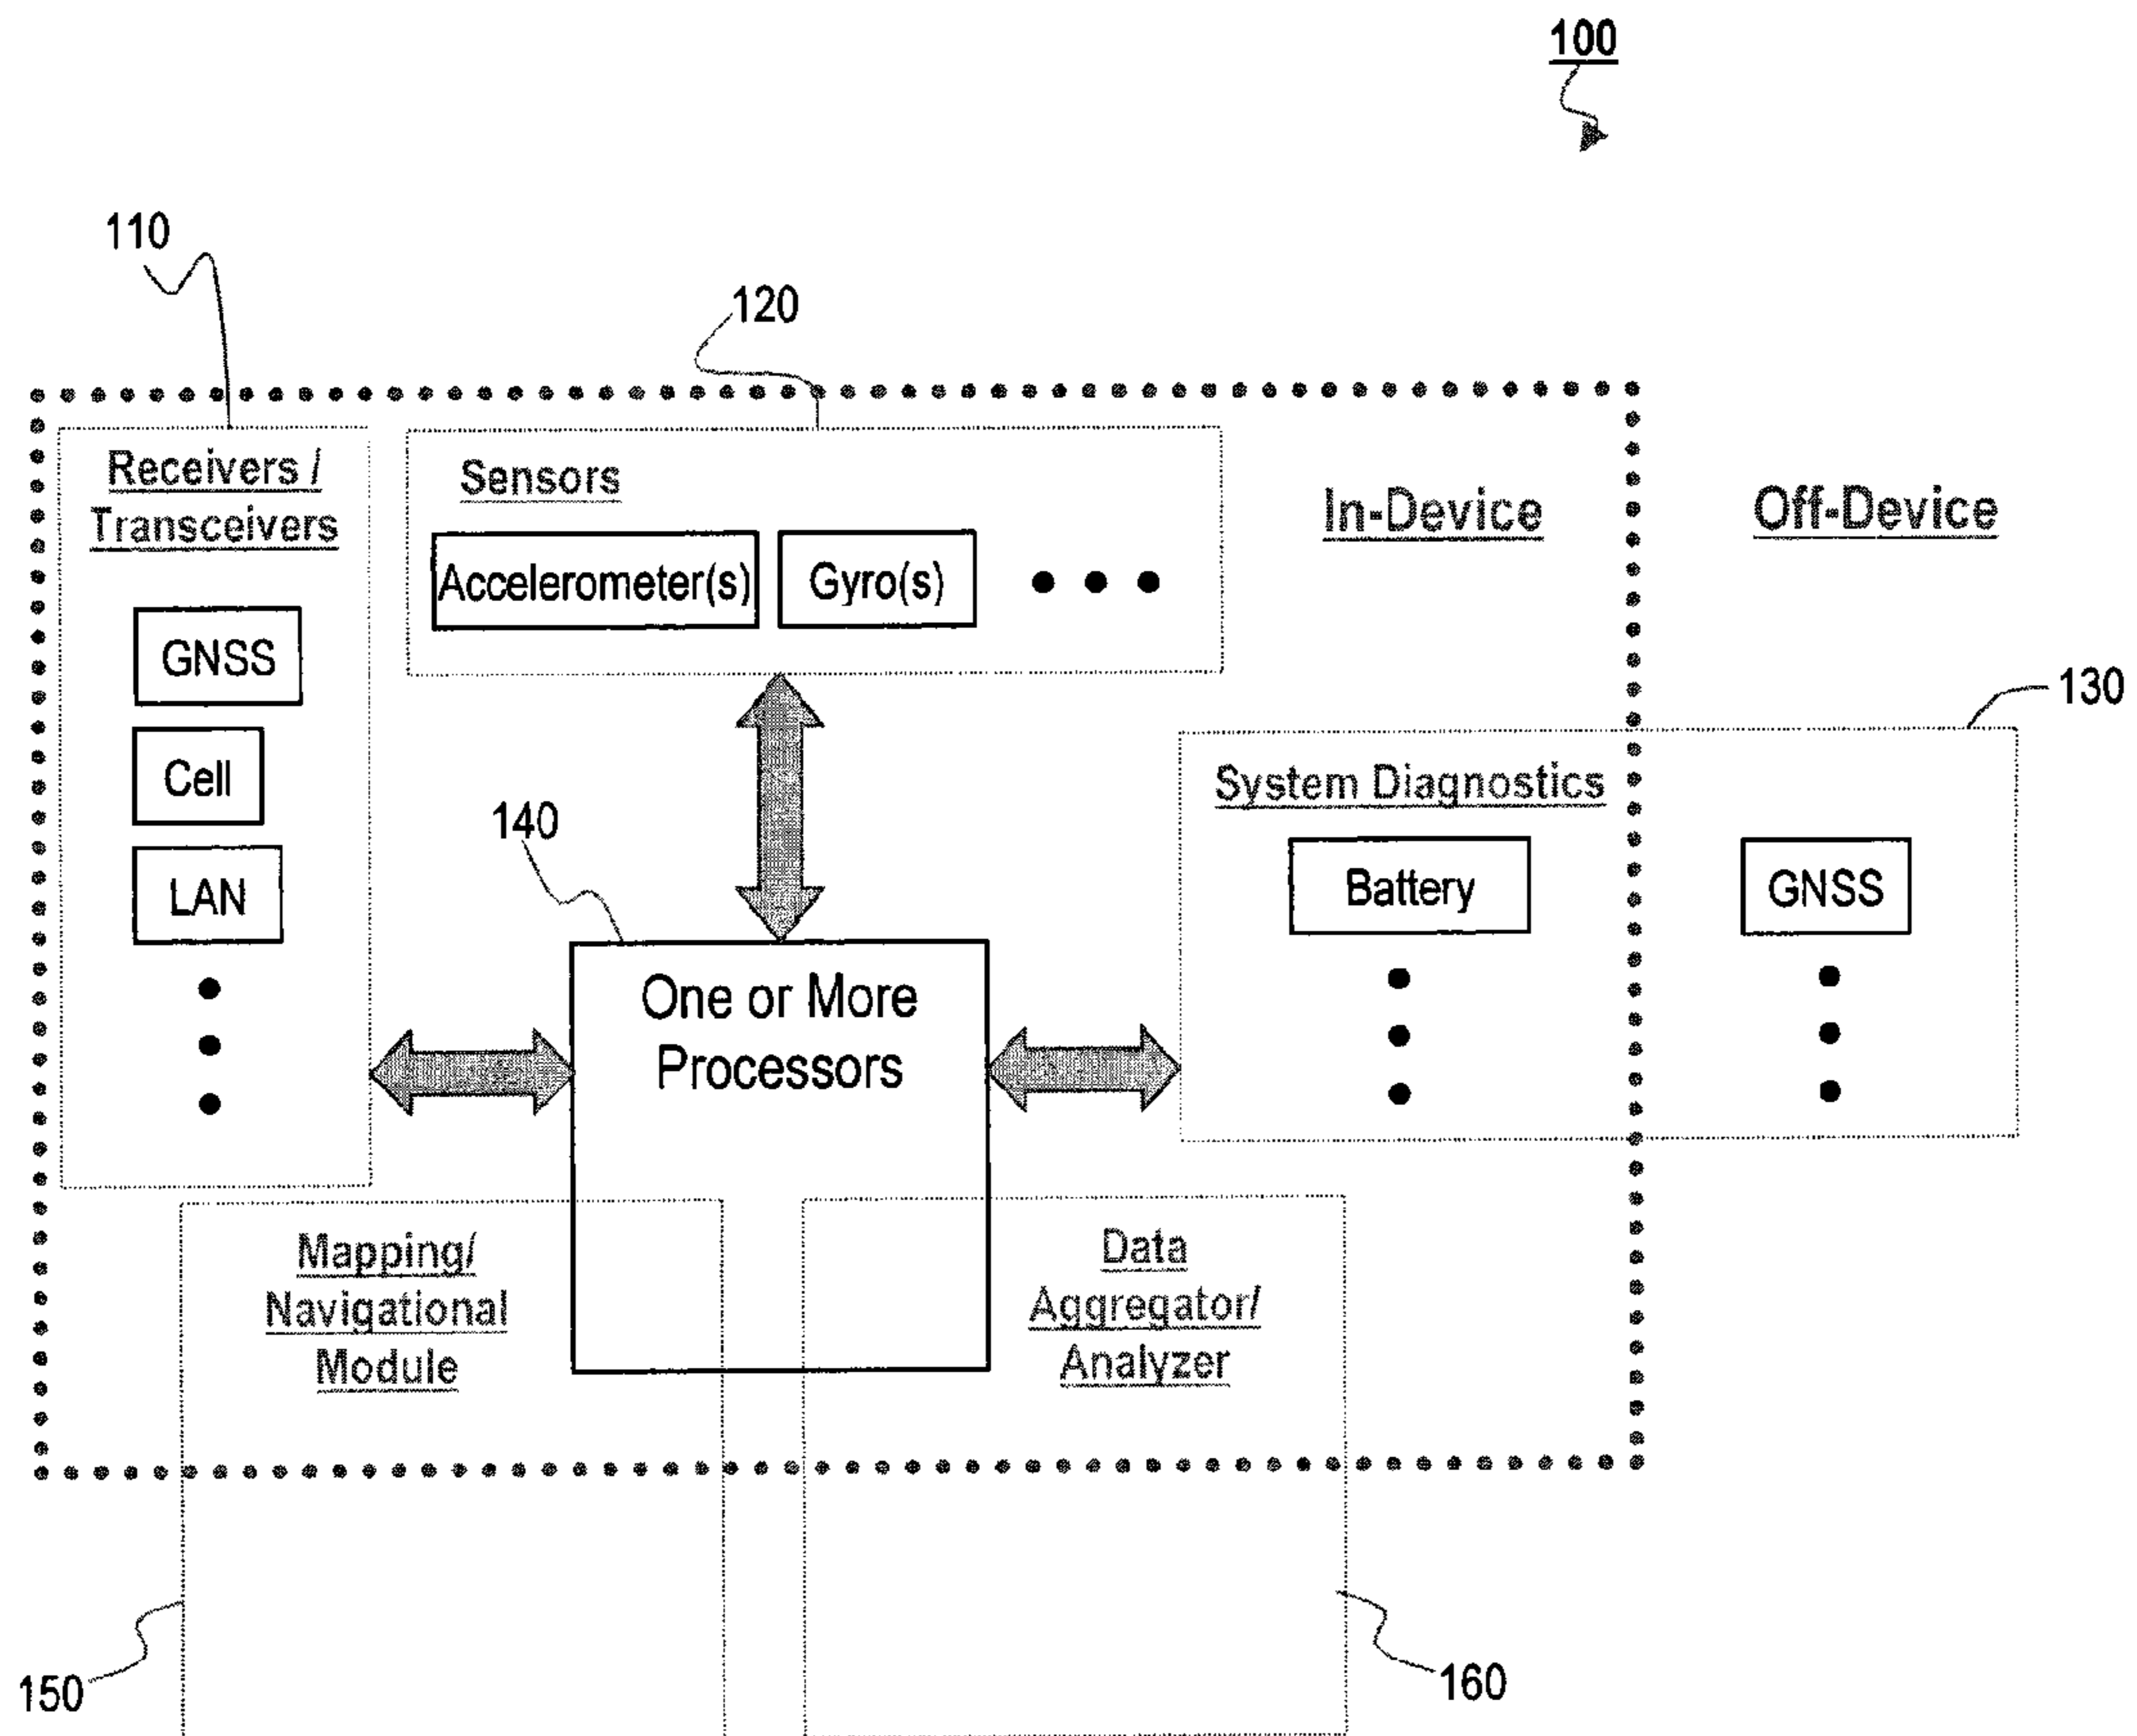 100
110
120
Receivers /
Transceivers
Sensors
In-Device
Off-Device
Accelerometer(s)
Gyro(s)
GNSS
Cell
LAN
130
System Diagnostics
Battery
GNSS
140
One or More
Processors
Mapping/
Navigational
Module
Data
Aggregator/
Analyzer
150
160